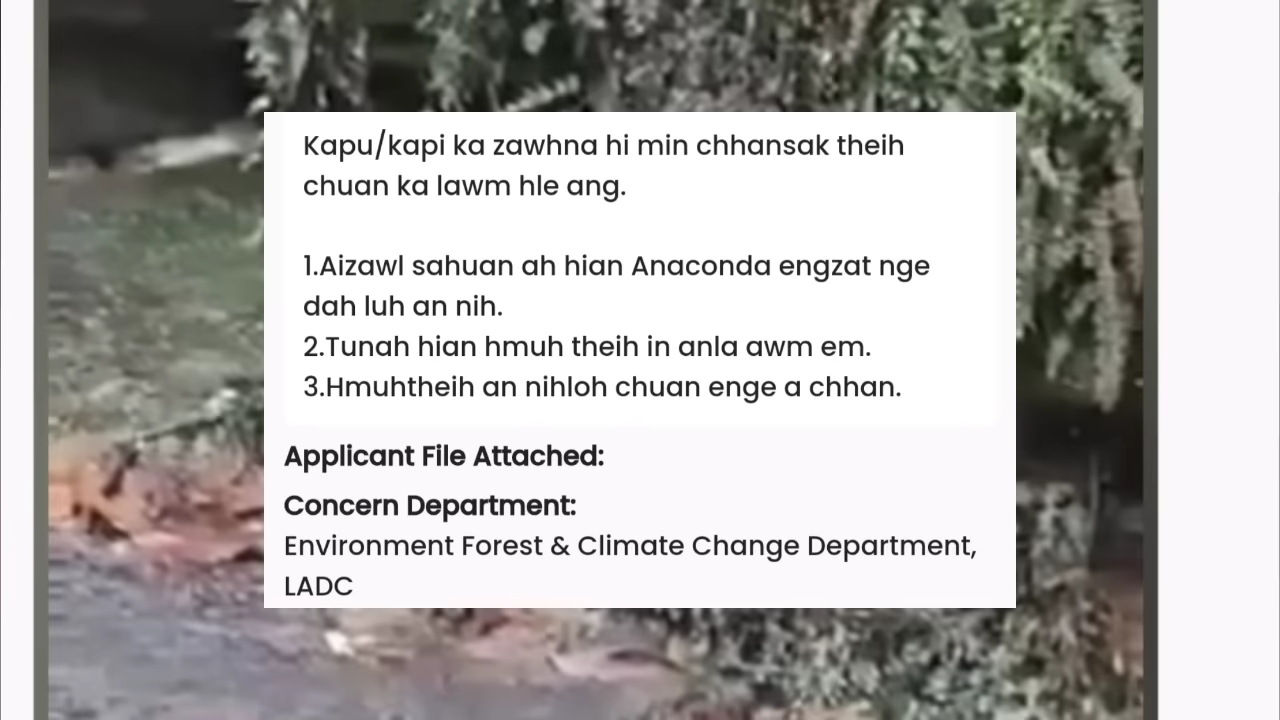 Kapu/kapi ka zawhna hi min chhansak theih
chuan ka lawm hle ang.
1.Aizawl sahuan ah hian Anaconda engzat nge
dah luh an nih.
2.Tunah hian hmuh theih in anla awm em.
3.Hmuhtheih an nihloh chuan enge a chhan.
Applicant File Attached:
Concern Department:
Environment Forest & Climate Change Department,
LADC